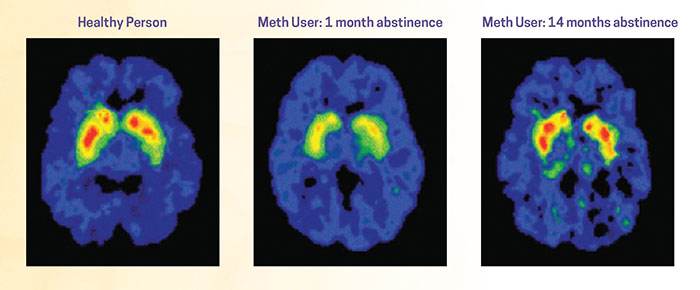 Healthy Person
Meth User: 1 month abstinence
Meth User: 14 months abstinence